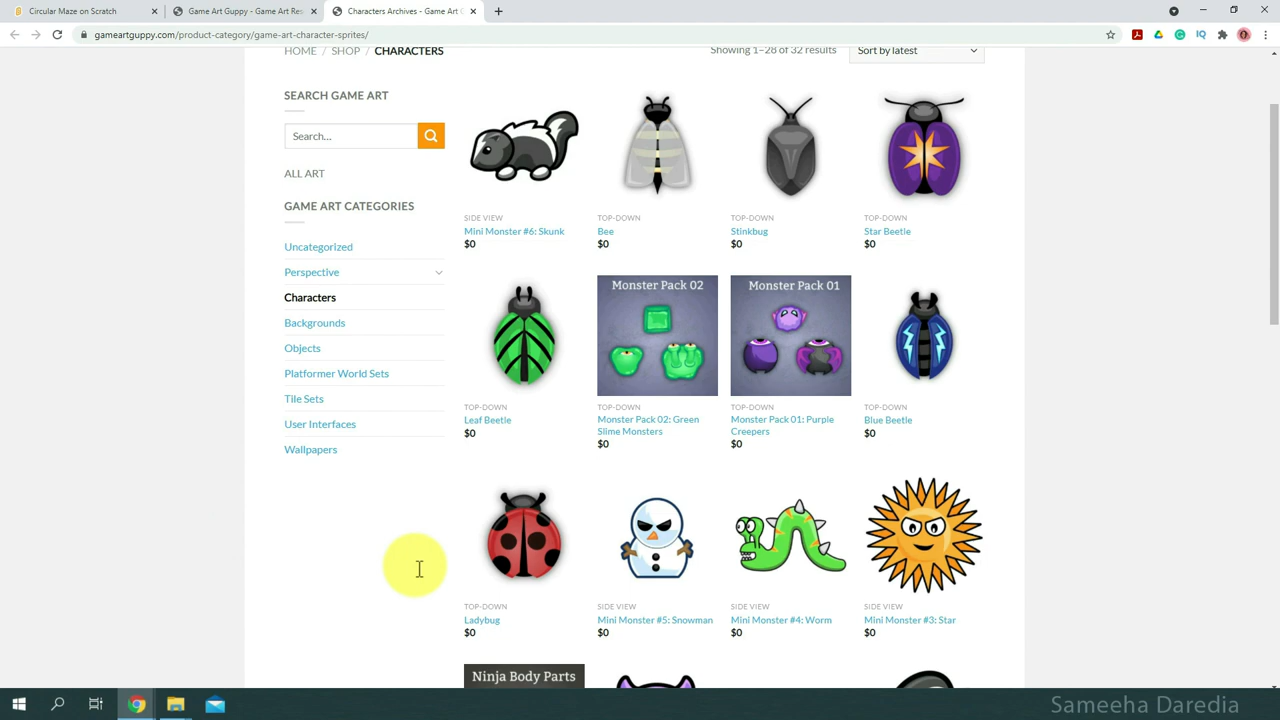 Circular Maze on Scratch
Game Art Guppy - Game Art Res
Characters Archives - Game Art G
gameartguppy.com/product-category/game-art-character-sprites/
HOME / SHOP / CHARACTERS
Showing 1–28 of 32 results
Sort by latest
SEARCH GAME ART
Search...
ALL ART
GAME ART CATEGORIES
Uncategorized
Perspective
Characters
Backgrounds
Objects
Platformer World Sets
Tile Sets
User Interfaces
Wallpapers
SIDE VIEW
Mini Monster #6: Skunk
$0
TOP-DOWN
Bee
$0
TOP-DOWN
Stinkbug
$0
TOP-DOWN
Star Beetle
$0
TOP-DOWN
Leaf Beetle
$0
Monster Pack 02
TOP-DOWN
Monster Pack 02: Green
Slime Monsters
$0
Monster Pack 01
TOP-DOWN
Monster Pack 01: Purple
Creepers
$0
TOP-DOWN
Blue Beetle
$0
TOP-DOWN
Ladybug
$0
SIDE VIEW
Mini Monster #5: Snowman
$0
SIDE VIEW
Mini Monster #4: Worm
$0
SIDE VIEW
Mini Monster #3: Star
$0
Ninja Body Parts
Sameeha Daredia